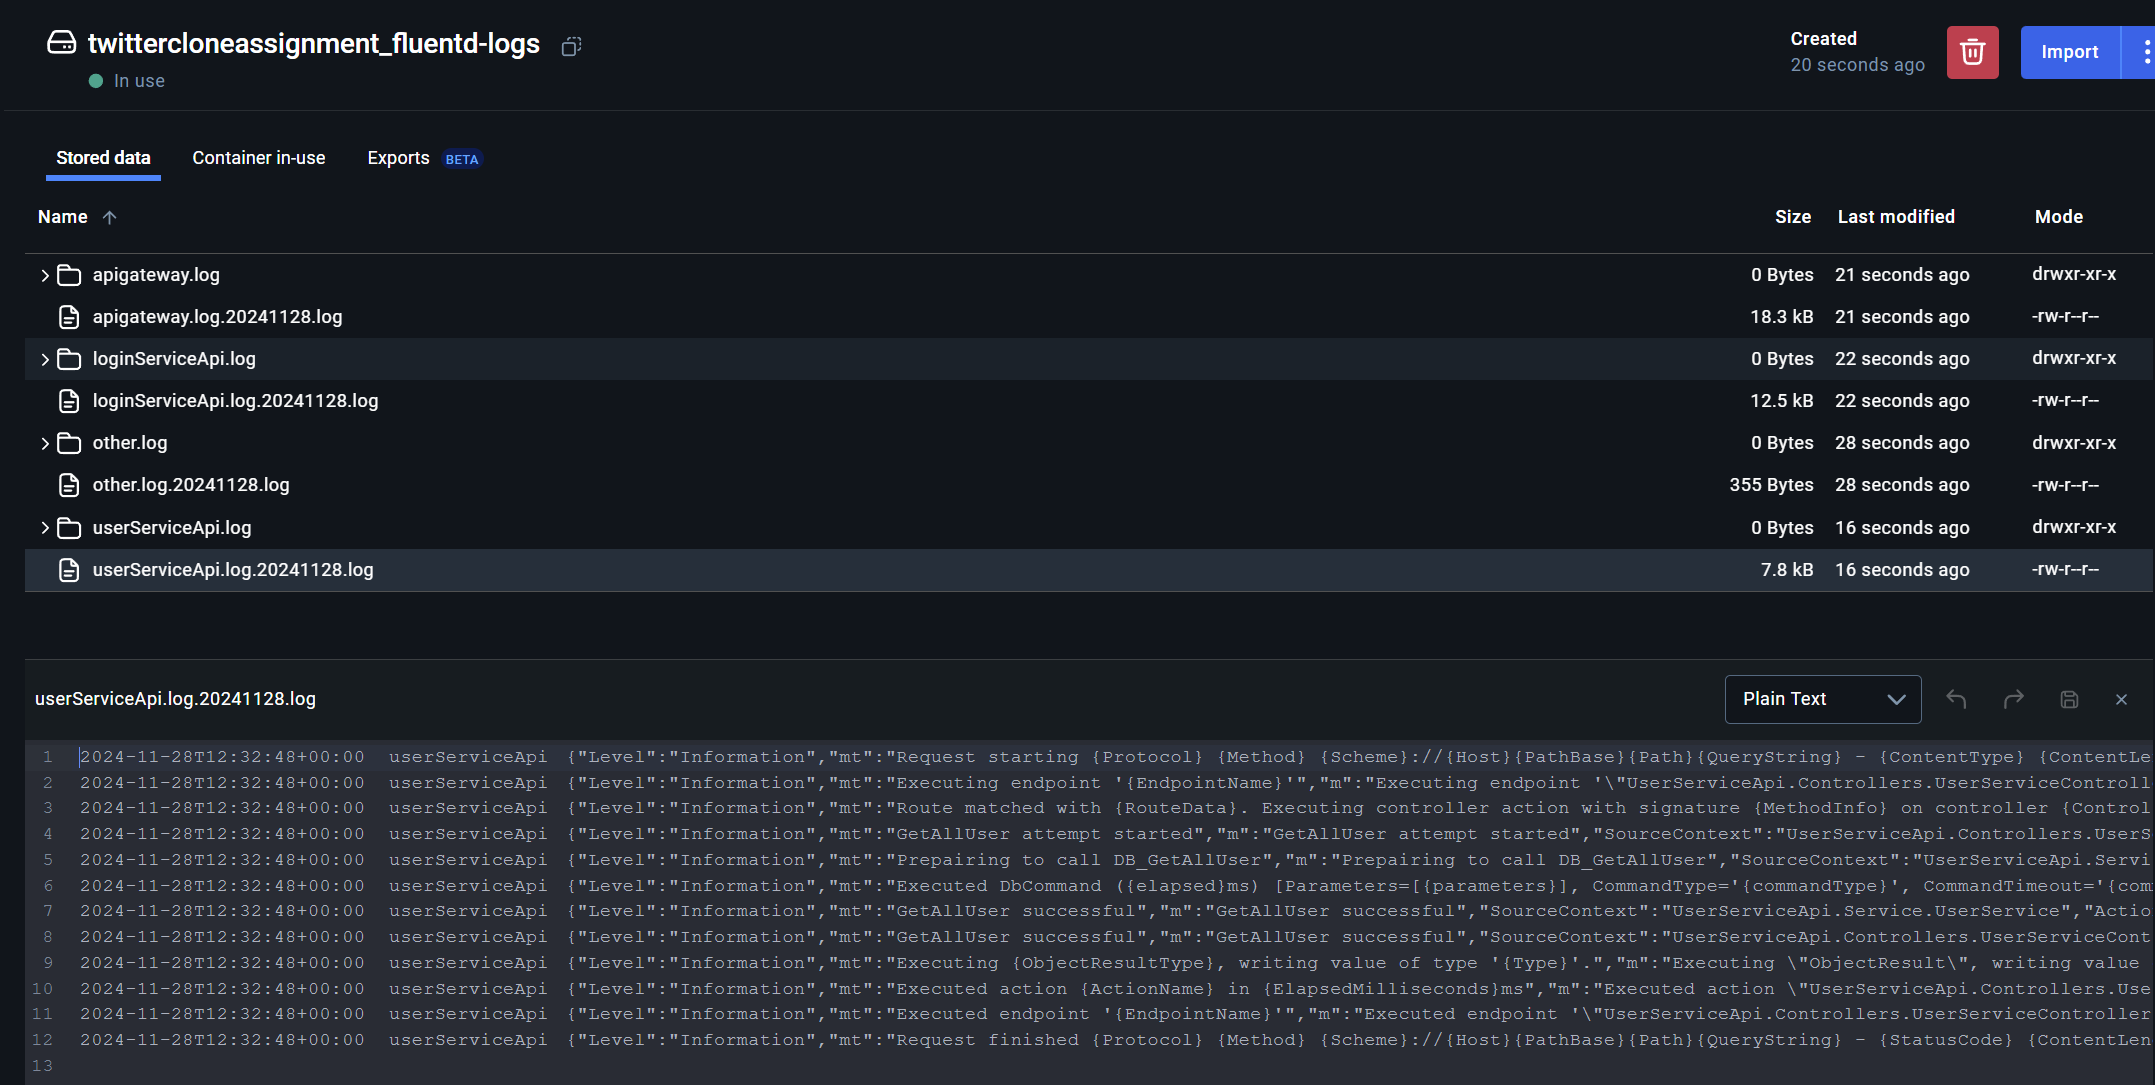 twittercloneassignment_fluentd-logs
In use
Created
20 seconds ago
Import
Stored data Container in-use Exports BETA
Name Size Last modified Mode
apigateway.log 0 Bytes 21 seconds ago drwxr-xr-x
apigateway.log.20241128.log 18.3 kB 21 seconds ago -rw-r--r--
loginServiceApi.log 0 Bytes 22 seconds ago drwxr-xr-x
loginServiceApi.log.20241128.log 12.5 kB 22 seconds ago -rw-r--r--
other.log 0 Bytes 28 seconds ago drwxr-xr-x
other.log.20241128.log 355 Bytes 28 seconds ago -rw-r--r--
userServiceApi.log 0 Bytes 16 seconds ago drwxr-xr-x
userServiceApi.log.20241128.log 7.8 kB 16 seconds ago -rw-r--r--
userServiceApi.log.20241128.log Plain Text
1 2024-11-28T12:32:48+00:00 userServiceApi {"Level":"Information","mt":"Request starting {Protocol} {Method} {Scheme}://{Host}{PathBase}{Path}{QueryString} - {ContentType} {ContentLe
2 2024-11-28T12:32:48+00:00 userServiceApi {"Level":"Information","mt":"Executing endpoint '{EndpointName}'","m":"Executing endpoint '\"UserServiceApi.Controllers.UserServiceControll
3 2024-11-28T12:32:48+00:00 userServiceApi {"Level":"Information","mt":"Route matched with {RouteData}. Executing controller action with signature {MethodInfo} on controller {Control
4 2024-11-28T12:32:48+00:00 userServiceApi {"Level":"Information","mt":"GetAllUser attempt started","m":"GetAllUser attempt started","SourceContext":"UserServiceApi.Controllers.UserS
5 2024-11-28T12:32:48+00:00 userServiceApi {"Level":"Information","mt":"Prepairing to call DB_GetAllUser","m":"Prepairing to call DB_GetAllUser","SourceContext":"UserServiceApi.Servi
6 2024-11-28T12:32:48+00:00 userServiceApi {"Level":"Information","mt":"Executed DbCommand ({elapsed}ms) [Parameters=[{parameters}], CommandType='{commandType}', CommandTimeout='{com
7 2024-11-28T12:32:48+00:00 userServiceApi {"Level":"Information","mt":"GetAllUser successful","m":"GetAllUser successful","SourceContext":"UserServiceApi.Service.UserService","Actio
8 2024-11-28T12:32:48+00:00 userServiceApi {"Level":"Information","mt":"GetAllUser successful","m":"GetAllUser successful","SourceContext":"UserServiceApi.Controllers.UserServiceCont
9 2024-11-28T12:32:48+00:00 userServiceApi {"Level":"Information","mt":"Executing {ObjectResultType}, writing value of type '{Type}'.","m":"Executing \"ObjectResult\", writing value
10 2024-11-28T12:32:48+00:00 userServiceApi {"Level":"Information","mt":"Executed action {ActionName} in {ElapsedMilliseconds}ms","m":"Executed action \"UserServiceApi.Controllers.Use
11 2024-11-28T12:32:48+00:00 userServiceApi {"Level":"Information","mt":"Executed endpoint '{EndpointName}'","m":"Executed endpoint '\"UserServiceApi.Controllers.UserServiceController
12 2024-11-28T12:32:48+00:00 userServiceApi {"Level":"Information","mt":"Request finished {Protocol} {Method} {Scheme}://{Host}{PathBase}{Path}{QueryString} - {StatusCode} {ContentLen
13